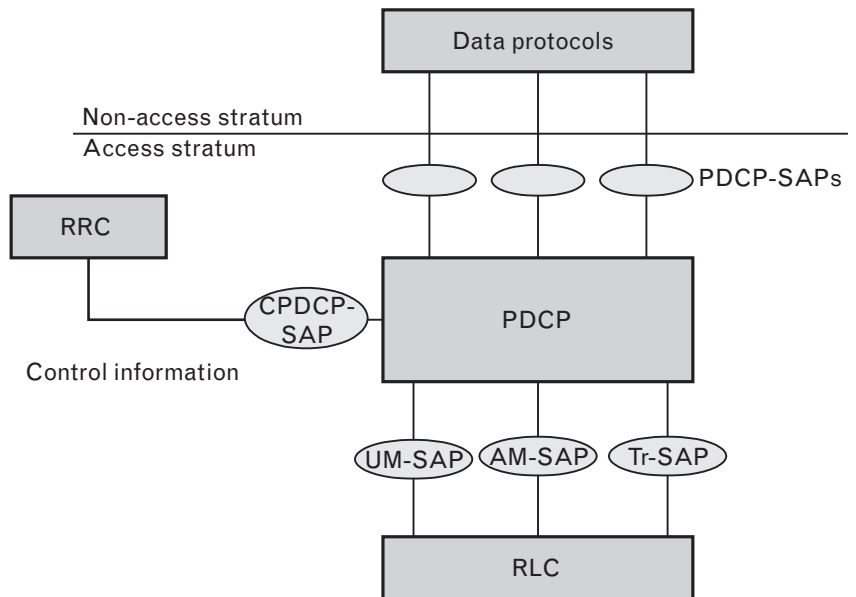 Data protocols
Non-access stratum
Access stratum
PDCP-SAPs
RRC
CPDCP-
SAP
PDCP
Control information
UM-SAP
AM-SAP
Tr-SAP
RLC